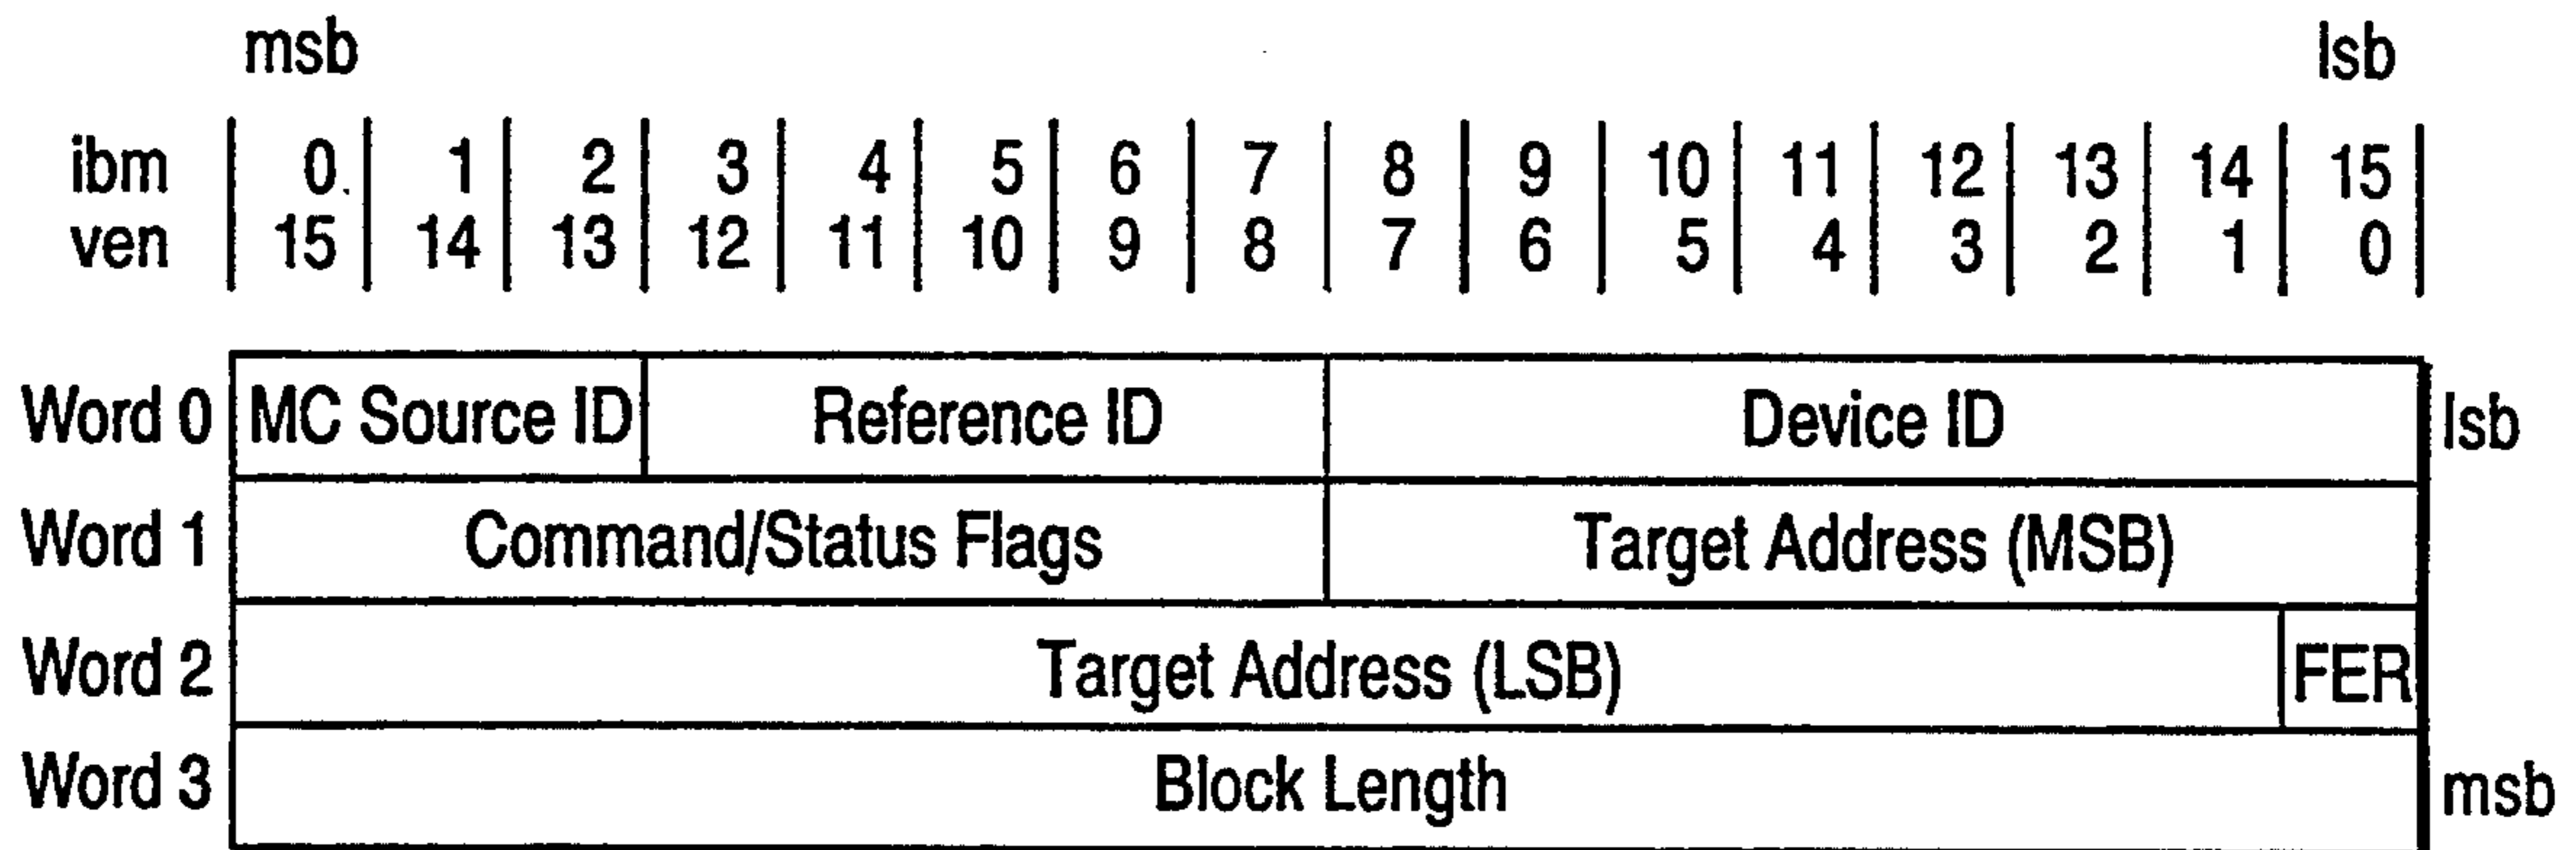 msb lsb
ibm 0 1 2 3 4 5 6 7 8 9 10 11 12 13 14 15
ven 15 14 13 12 11 10 9 8 7 6 5 4 3 2 1 0
Word 0 MC Source ID Reference ID Device ID lsb
Word 1 Command/Status Flags Target Address (MSB)
Word 2 Target Address (LSB) FER
Word 3 Block Length msb